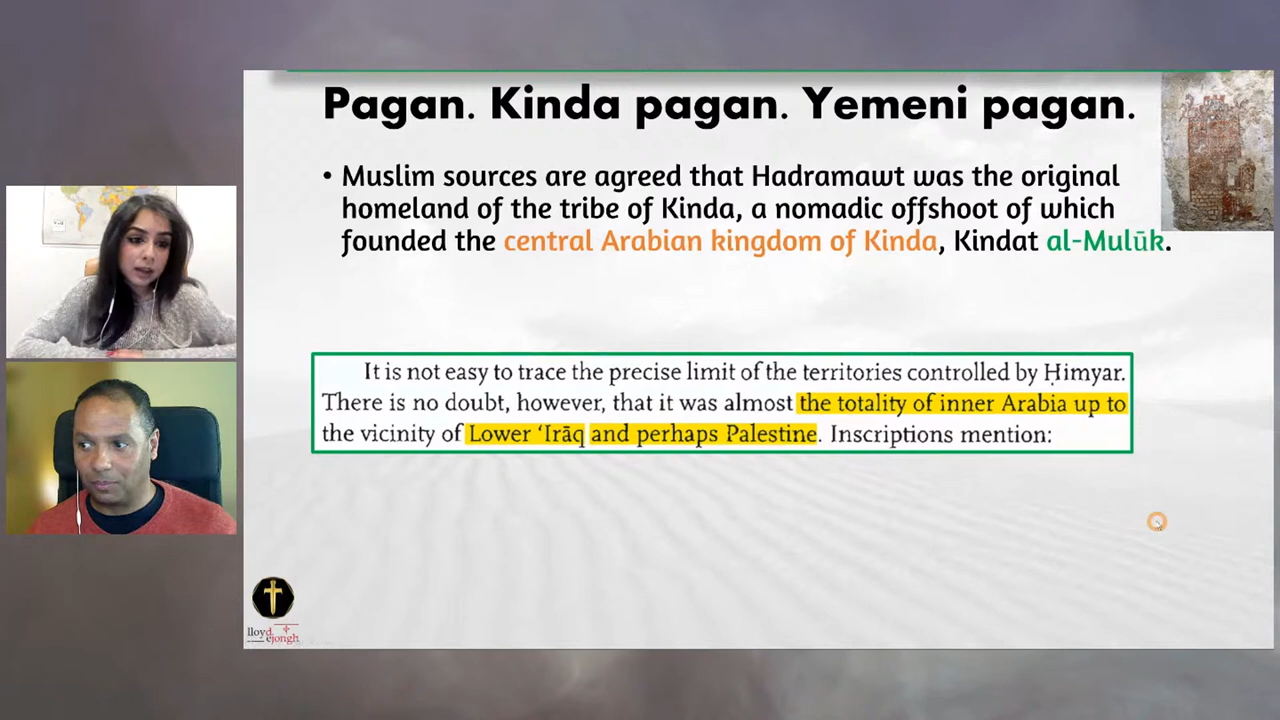 Pagan. Kinda pagan. Yemeni pagan.
• Muslim sources are agreed that Hadramawt was the original
homeland of the tribe of Kinda, a nomadic offshoot of which
founded the central Arabian kingdom of Kinda, Kindat al-Mulūk.
It is not easy to trace the precise limit of the territories controlled by Ḥimyar.
There is no doubt, however, that it was almost the totality of inner Arabia up to
the vicinity of Lower ‘Irāq and perhaps Palestine. Inscriptions mention:
lloyd
ejongh